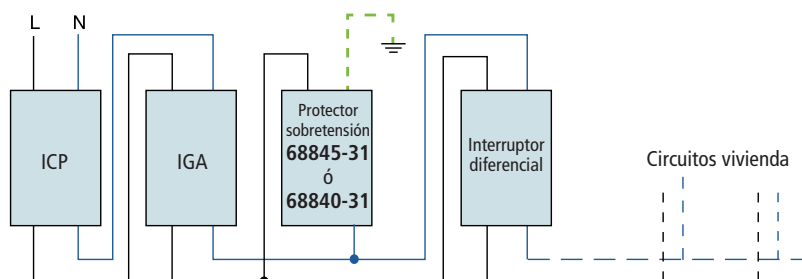 L N
ICP
IGA
Protector
sobretensión
68845-31
ó
68840-31
Interruptor
diferencial
Circuitos vivienda